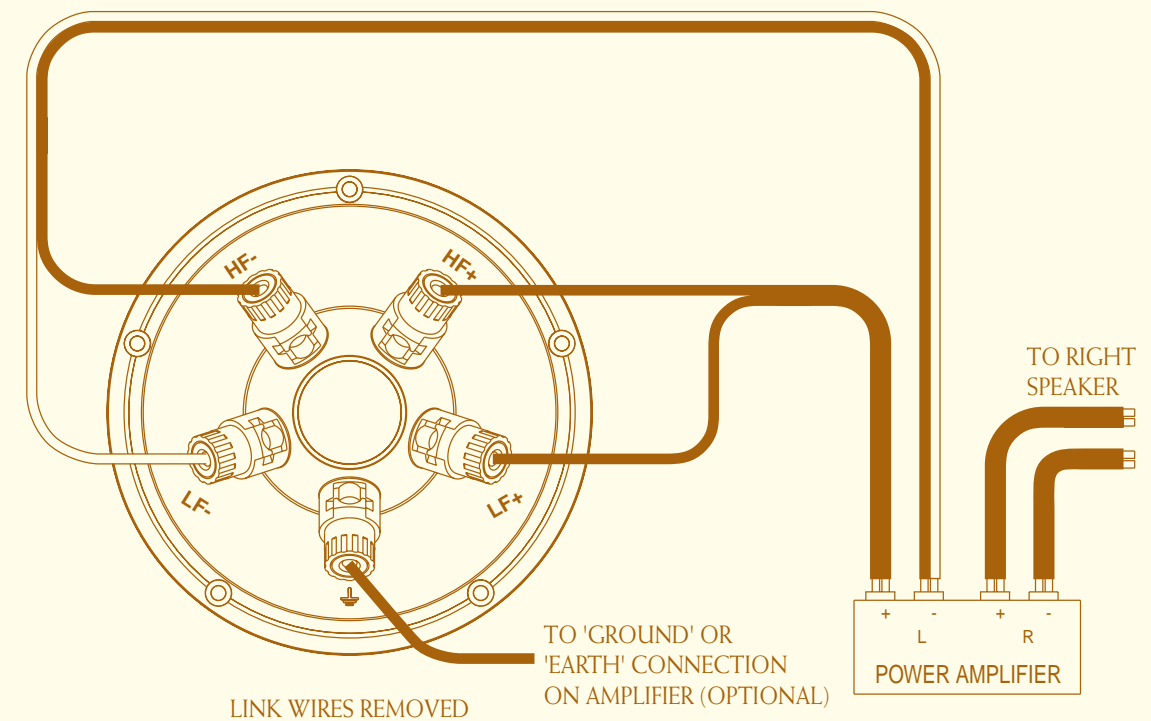 HF-
HF+
TO RIGHT
SPEAKER
LF-
LF+
+ - + -
L R
POWER AMPLIFIER
TO 'GROUND' OR
'EARTH' CONNECTION
ON AMPLIFIER (OPTIONAL)
LINK WIRES REMOVED